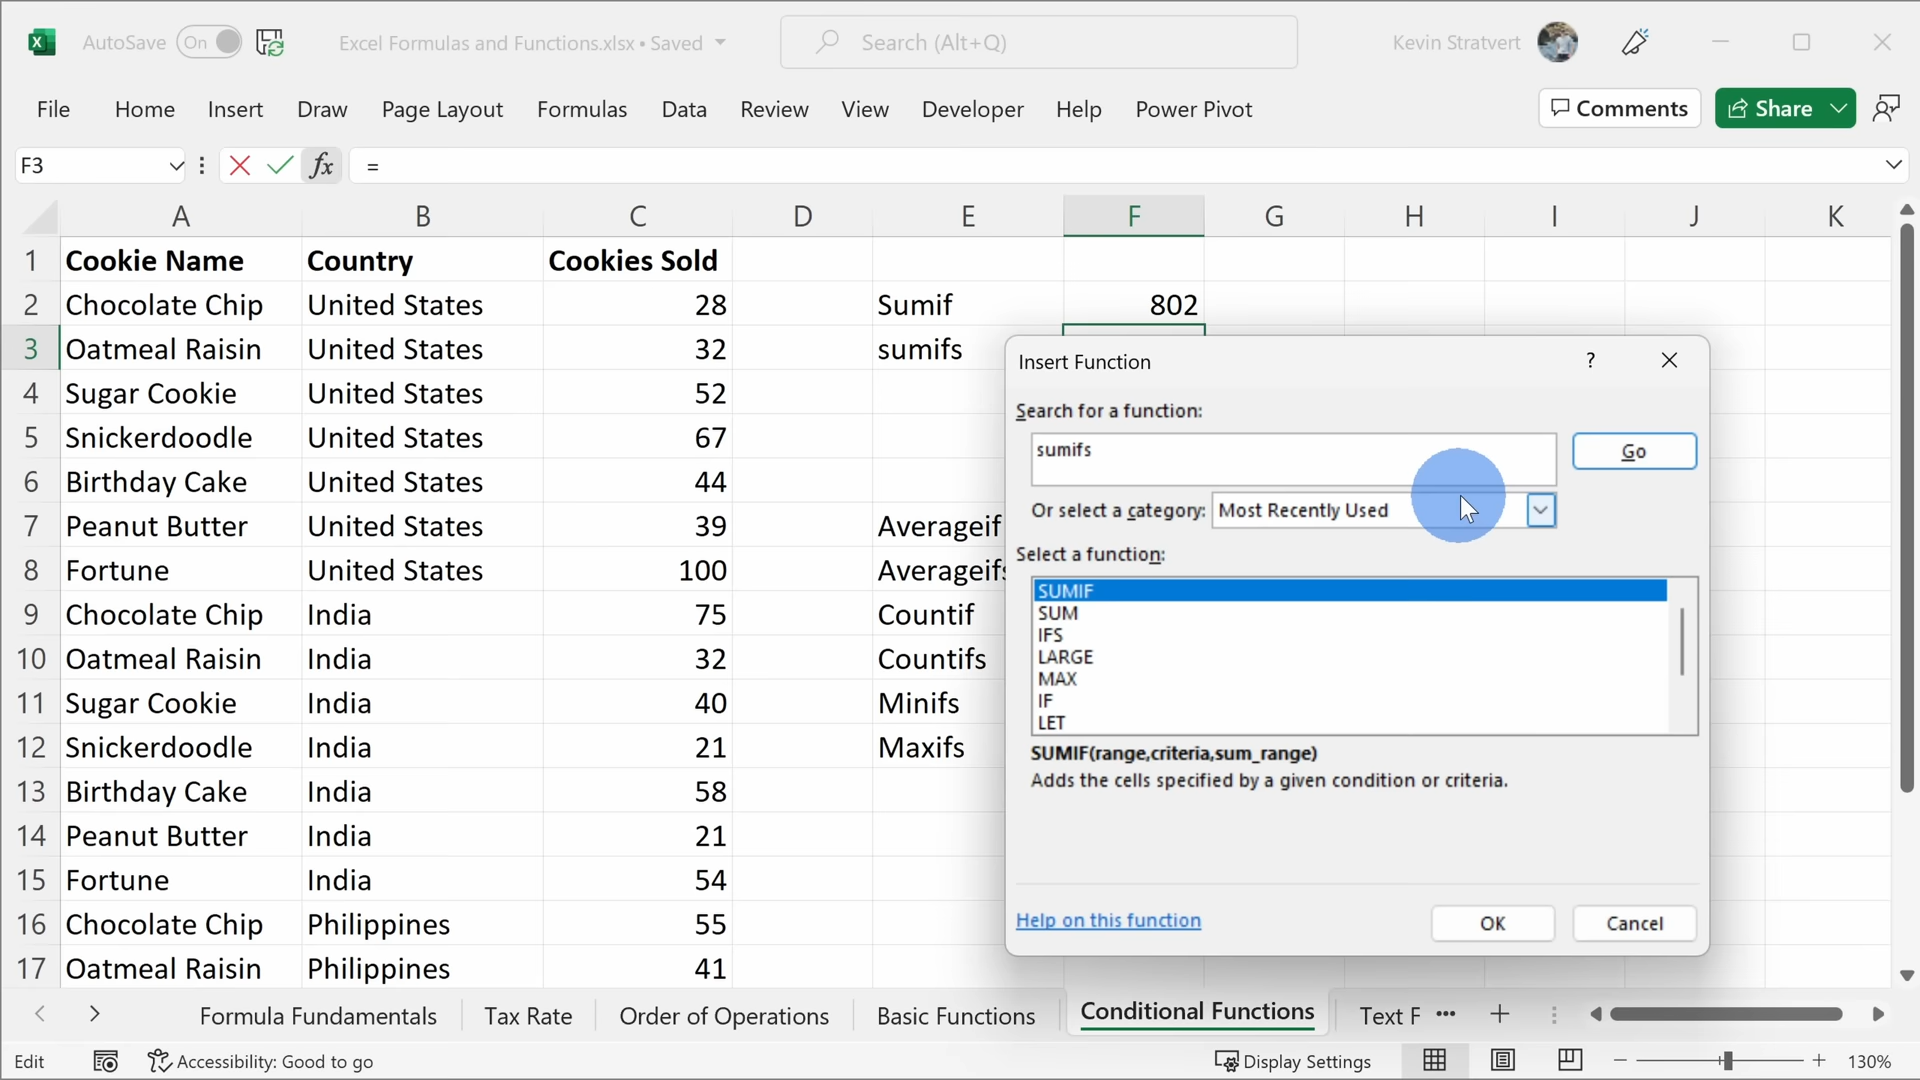 AutoSave On Excel Formulas and Functions.xlsx • Saved Search (Alt+Q) Kevin Stratvert
File Home Insert Draw Page Layout Formulas Data Review View Developer Help Power Pivot Comments Share
F3 fx =
A B C D E F G H I J K
1 Cookie Name Country Cookies Sold
2 Chocolate Chip United States 28 Sumif 802
3 Oatmeal Raisin United States 32 sumifs
4 Sugar Cookie United States 52
5 Snickerdoodle United States 67
6 Birthday Cake United States 44
7 Peanut Butter United States 39 Averageif
8 Fortune United States 100 Averageifs
9 Chocolate Chip India 75 Countif
10 Oatmeal Raisin India 32 Countifs
11 Sugar Cookie India 40 Minifs
12 Snickerdoodle India 21 Maxifs
13 Birthday Cake India 58
14 Peanut Butter India 21
15 Fortune India 54
16 Chocolate Chip Philippines 55
17 Oatmeal Raisin Philippines 41
Insert Function ?
Search for a function:
sumifs Go
Or select a category: Most Recently Used
Select a function:
SUMIF
SUM
IFS
LARGE
MAX
IF
LET
SUMIF(range,criteria,sum_range)
Adds the cells specified by a given condition or criteria.
Help on this function OK Cancel
Formula Fundamentals Tax Rate Order of Operations Basic Functions Conditional Functions Text F ...
Edit Accessibility: Good to go Display Settings 130%